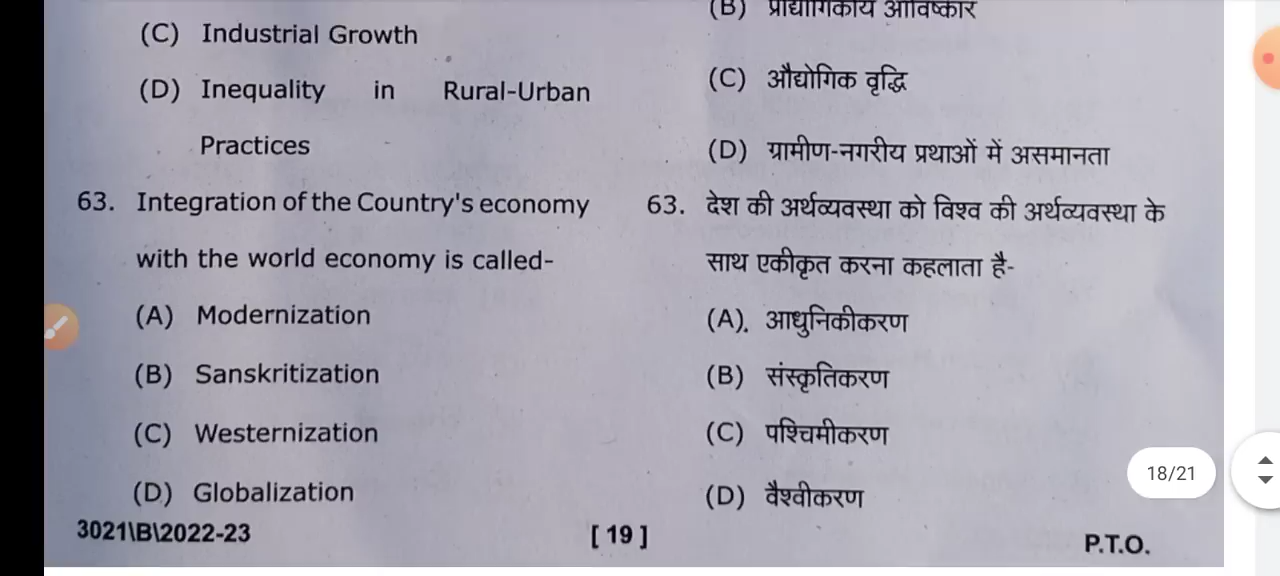 (C) Industrial Growth
(D) Inequality in Rural-Urban
Practices
63. Integration of the Country's economy
with the world economy is called-
(A) Modernization
(B) Sanskritization
(C) Westernization
(D) Globalization
3021\B\2022-23
(B) प्रौद्योगिकीय आविष्कार
(C) औद्योगिक वृद्धि
(D) ग्रामीण-नगरीय प्रथाओं में असमानता
63. देश की अर्थव्यवस्था को विश्व की अर्थव्यवस्था के
साथ एकीकृत करना कहलाता है-
(A). आधुनिकीकरण
(B) संस्कृतिकरण
(C) पश्चिमीकरण
(D) वैश्वीकरण
[ 19 ]
P.T.O.
18/21